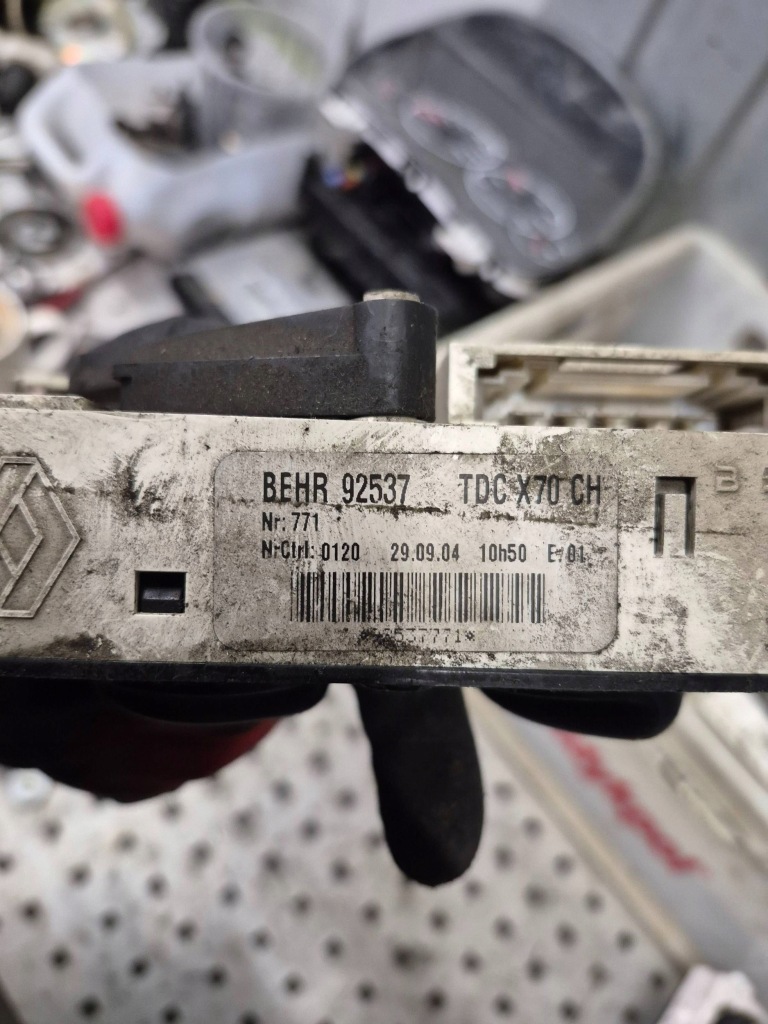 BEHR 92537 TDC X70 CH
Nr: 771
N-Ctrl: 0120 29.09.04 10h50 E 01
B